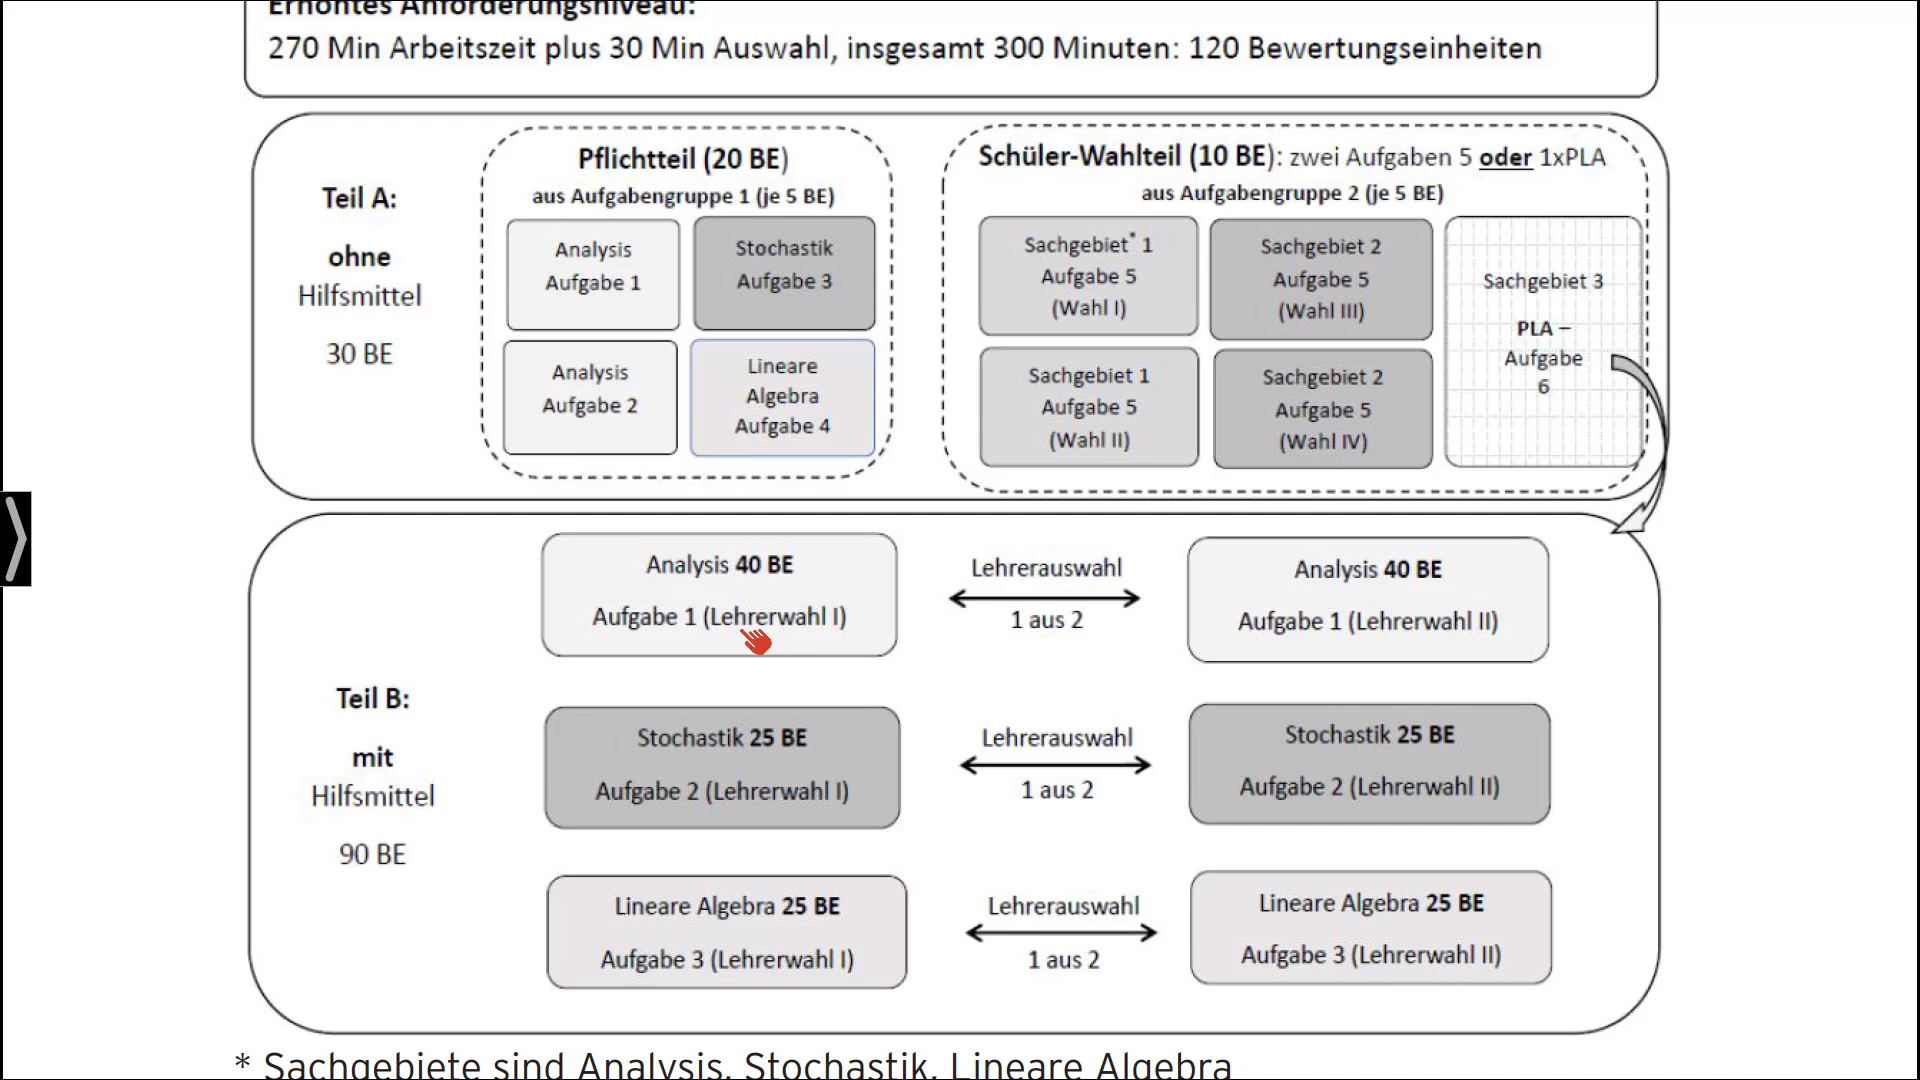 Erhöhtes Anforderungsniveau:
270 Min Arbeitszeit plus 30 Min Auswahl, insgesamt 300 Minuten: 120 Bewertungseinheiten
Teil A:
ohne
Hilfsmittel
30 BE
Pflichtteil (20 BE)
aus Aufgabengruppe 1 (je 5 BE)
Analysis
Aufgabe 1
Stochastik
Aufgabe 3
Analysis
Aufgabe 2
Lineare
Algebra
Aufgabe 4
Schüler-Wahlteil (10 BE): zwei Aufgaben 5 oder 1xPLA
aus Aufgabengruppe 2 (je 5 BE)
Sachgebiet* 1
Aufgabe 5
(Wahl I)
Sachgebiet 2
Aufgabe 5
(Wahl III)
Sachgebiet 1
Aufgabe 5
(Wahl II)
Sachgebiet 2
Aufgabe 5
(Wahl IV)
Sachgebiet 3
PLA –
Aufgabe
6
Teil B:
mit
Hilfsmittel
90 BE
Analysis 40 BE
Aufgabe 1 (Lehrerwahl I)
Lehrerauswahl
1 aus 2
Analysis 40 BE
Aufgabe 1 (Lehrerwahl II)
Stochastik 25 BE
Aufgabe 2 (Lehrerwahl I)
Lehrerauswahl
1 aus 2
Stochastik 25 BE
Aufgabe 2 (Lehrerwahl II)
Lineare Algebra 25 BE
Aufgabe 3 (Lehrerwahl I)
Lehrerauswahl
1 aus 2
Lineare Algebra 25 BE
Aufgabe 3 (Lehrerwahl II)
* Sachgebiete sind Analysis, Stochastik, Lineare Algebra